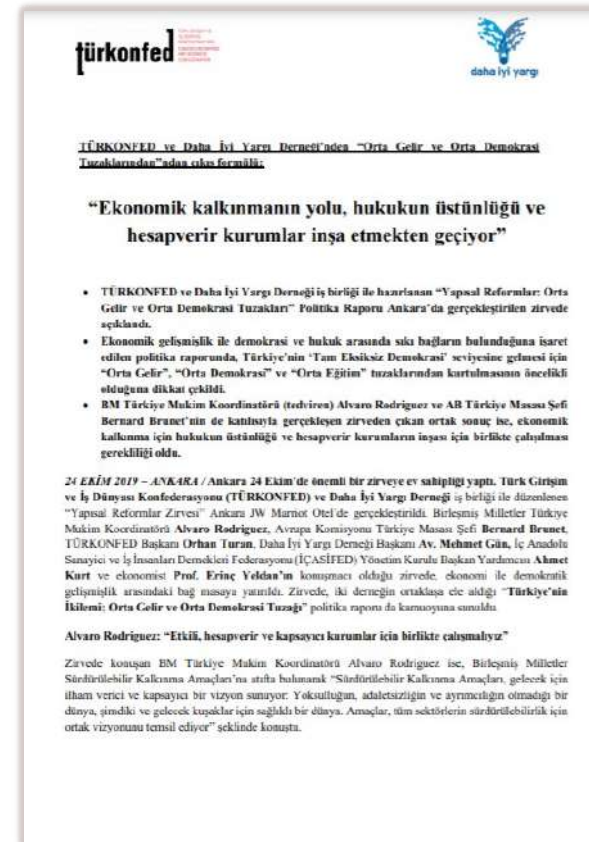 türkonfed
daha iyi yargı
TÜRKONFED ve Daha İyi Yargı Derneği'nden "Orta Gelir ve Orta Demokrasi
Tuzaklarından"ndan çıkış formülü:
"Ekonomik kalkınmanın yolu, hukukun üstünlüğü ve
hesapverir kurumlar inşa etmekten geçiyor"
• TÜRKONFED ve Daha İyi Yargı Derneği iş birliği ile hazırlanan "Yapısal Reformlar: Orta
Gelir ve Orta Demokrasi Tuzakları" Politika Raporu Ankara'da gerçekleştirilen zirvede
açıklandı.
• Ekonomik gelişmişlik ile demokrasi ve hukuk arasında sıkı bağların bulunduğuna işaret
edilen politika raporunda, Türkiye'nin 'Tam Eksiksiz Demokrasi' seviyesine gelmesi için
"Orta Gelir", "Orta Demokrasi" ve "Orta Eğitim" tuzaklarından kurtulmasının öncelikli
olduğuna dikkat çekildi.
• BM Türkiye Mukim Koordinatörü (tedviren) Alvaro Rodriguez ve AB Türkiye Masası Şefi
Bernard Brunet'nin de katılışıyla gerçekleşen zirveden çıkan ortak sonuç ise, ekonomik
kalkınma için hukukun üstünlüğü ve hesapverir kurumların inşası için birlikte çalışılması
gerekliliği oldu.
24 EKİM 2019 – ANKARA / Ankara 24 Ekim'de önemli bir zirveye ev sahipliği yaptı. Türk Girişim
ve İş Dünyası Konfederasyonu (TÜRKONFED) ve Daha İyi Yargı Derneği iş birliği ile düzenlenen
"Yapısal Reformlar Zirvesi" Ankara JW Marriot Otel'de gerçekleştirildi. Birleşmiş Milletler Türkiye
Mukim Koordinatörü Alvaro Rodriguez, Avrupa Komisyonu Türkiye Masası Şefi Bernard Brunet,
TÜRKONFED Başkanı Orhan Turan, Daha İyi Yargı Derneği Başkanı Av. Mehmet Gün, İç Anadolu
Sanayici ve İş İnsanları Dernekleri Federasyonu (İÇASİFED) Yönetim Kurulu Başkan Yardımcısı Ahmet
Kurt ve ekonomist Prof. Erinç Yeldan'ın konuşmacı olduğu zirvede, ekonomi ile demokratik
gelişmişlik arasındaki bağ masaya yatırıldı. Zirvede, iki derneğin ortaklaşa ele aldığı "Türkiye'nin
İkilemi: Orta Gelir ve Orta Demokrasi Tuzağı" politika raporu da kamuoyuna sunuldu.
Alvaro Rodriguez: "Etkili, hesapverir ve kapsayıcı kurumlar için birlikte çalışmalıyız"
Zirvede konuşan BM Türkiye Mukim Koordinatörü Alvaro Rodriguez ise, Birleşmiş Milletler
Sürdürülebilir Kalkınma Amaçları'na atıfta bulunarak "Sürdürülebilir Kalkınma Amaçları, gelecek için
ilham verici ve kapsayıcı bir vizyon sunuyor. Yoksulluğun, adaletsizliğin ve ayrımcılığın olmadığı bir
dünya, şimdiki ve gelecek kuşaklar için sağlıklı bir dünya. Amaçlar, tüm sektörlerin sürdürülebilirlik için
ortak vizyonunu temsil ediyor" şeklinde konuştu.